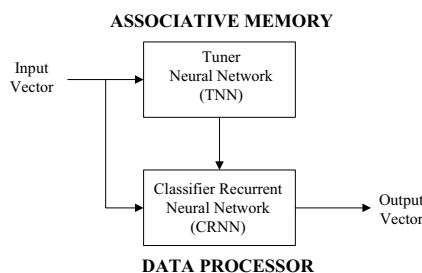 ASSOCIATIVE MEMORY
Tuner
Neural Network
(TNN)
Input
Vector
Classifier Recurrent
Neural Network
(CRNN)
Output
Vector
DATA PROCESSOR